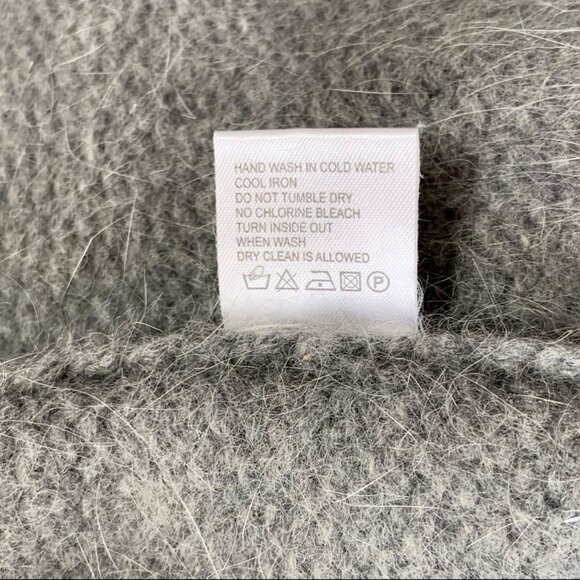 HAND WASH IN COLD WATER
COOL IRON
DO NOT TUMBLE DRY
NO CHLORINE BLEACH
TURN INSIDE OUT
WHEN WASH
DRY CLEAN IS ALLOWED
P